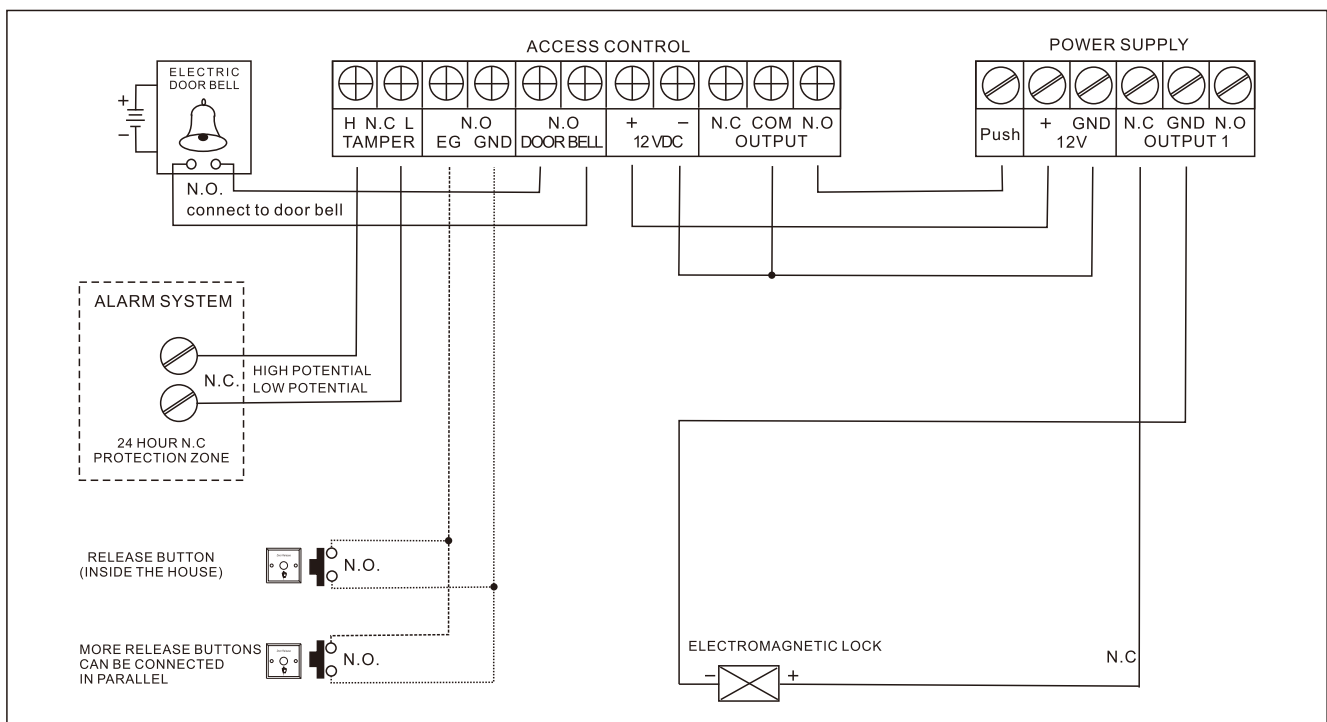 ACCESS CONTROL
POWER SUPPLY
ELECTRIC
DOOR BELL
+
−
H N.C L
TAMPER
N.O
EG GND
N.O
DOOR BELL
+ −
12 VDC
N.C COM N.O
OUTPUT
Push
+ GND
12V
N.C GND N.O
OUTPUT 1
N.O.
connect to door bell
ALARM SYSTEM
N.C.
HIGH POTENTIAL
LOW POTENTIAL
24 HOUR N.C
PROTECTION ZONE
RELEASE BUTTON
(INSIDE THE HOUSE)
N.O.
MORE RELEASE BUTTONS
CAN BE CONNECTED
IN PARALLEL
N.O.
ELECTROMAGNETIC LOCK
− +
N.C